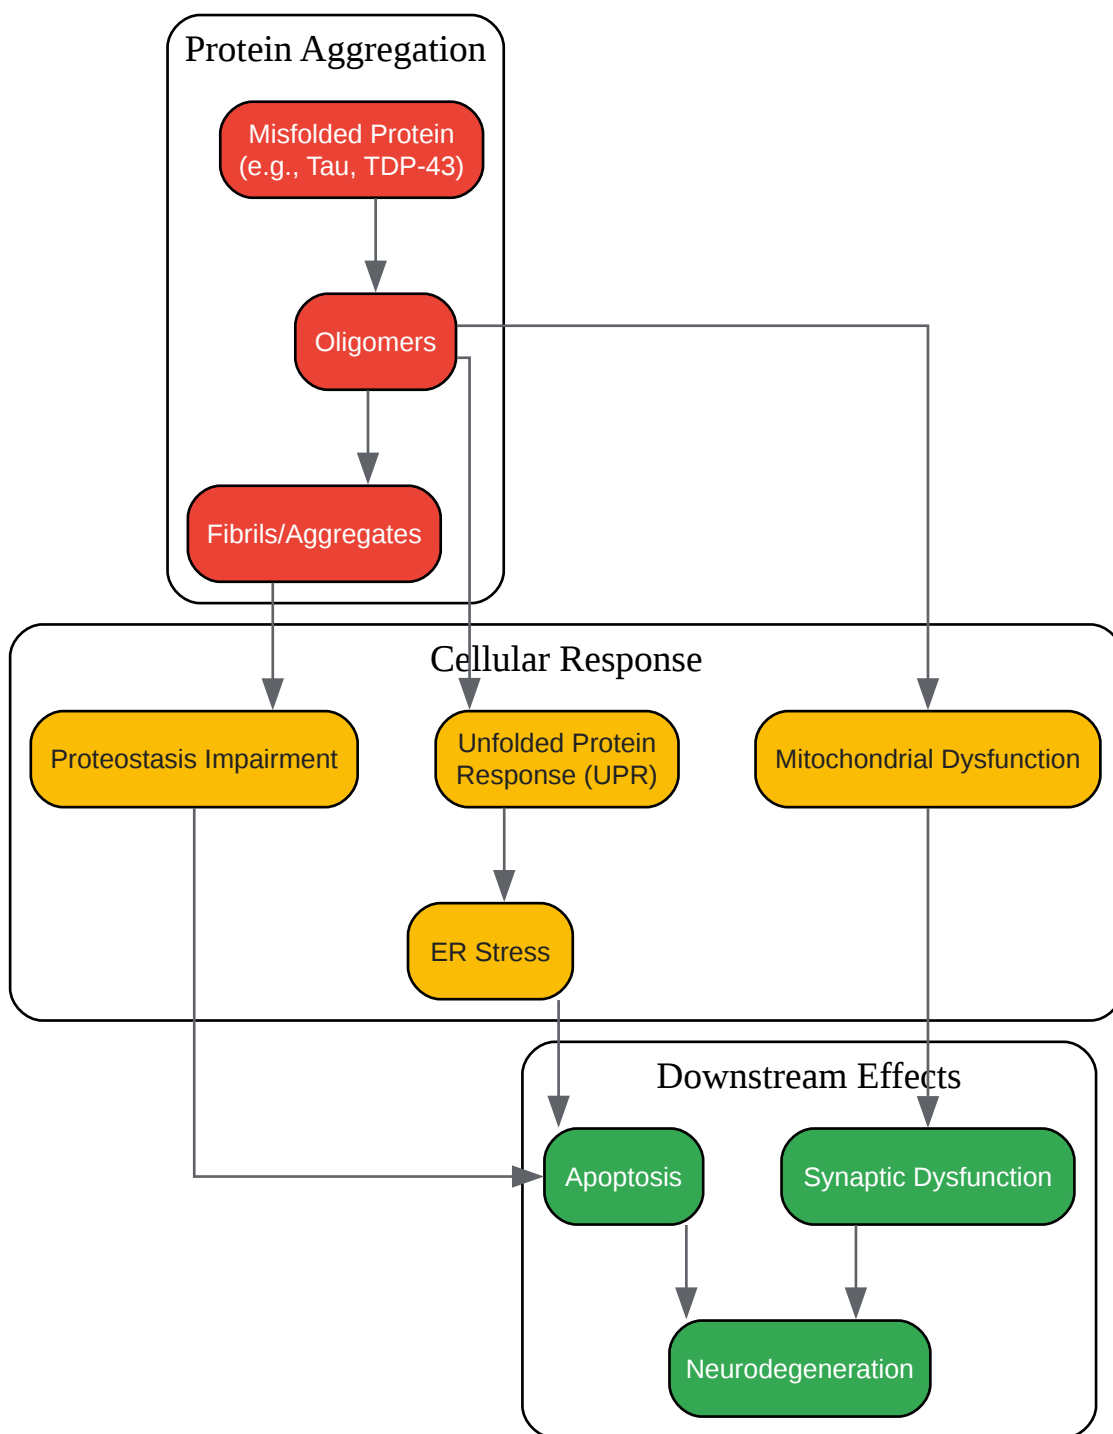 Protein Aggregation
Misfolded Protein
(e.g., Tau, TDP-43)
Oligomers
Fibrils/Aggregates
Cellular Response
Proteostasis Impairment
Unfolded Protein
Response (UPR)
Mitochondrial Dysfunction
ER Stress
Downstream Effects
Apoptosis
Synaptic Dysfunction
Neurodegeneration